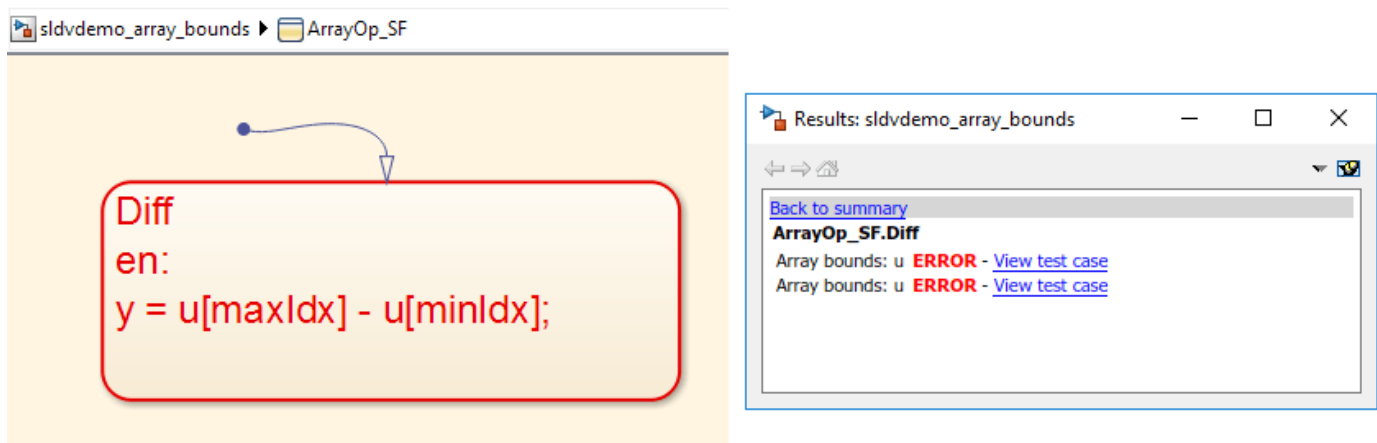 sldvdemo_array_bounds ▶ ArrayOp_SF
Diff
en:
y = u[maxIdx] - u[minIdx];
Results: sldvdemo_array_bounds
Back to summary
ArrayOp_SF.Diff
Array bounds: u ERROR - View test case
Array bounds: u ERROR - View test case